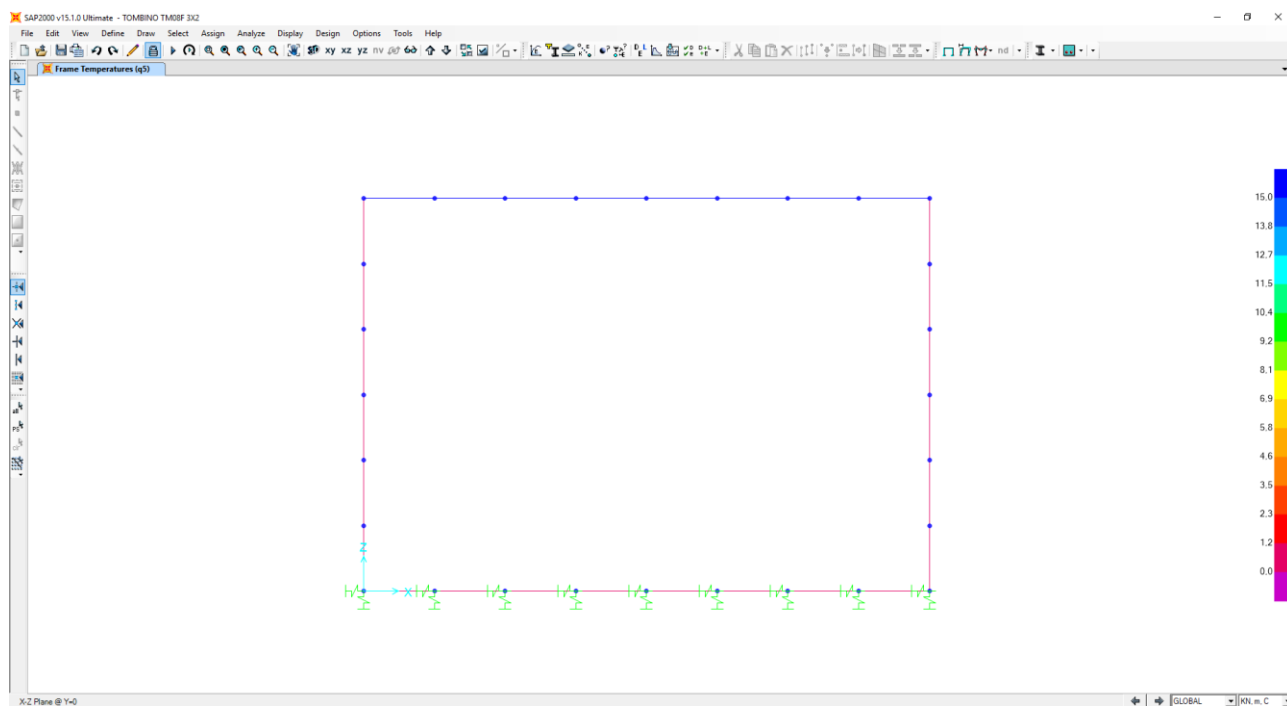 SAP2000 v15.1.0 Ultimate - TOMBINO TM08F 3X2
File Edit View Define Draw Select Assign Analyze Display Design Options Tools Help
xy xz yz nv nd
Frame Temperatures (q5)
15.0
13.8
12.7
11.5
10.4
9.2
8.1
6.9
5.8
4.6
3.5
2.3
1.2
0.0
Z
X
X-Z Plane @ Y=0
GLOBAL
KN, m, C